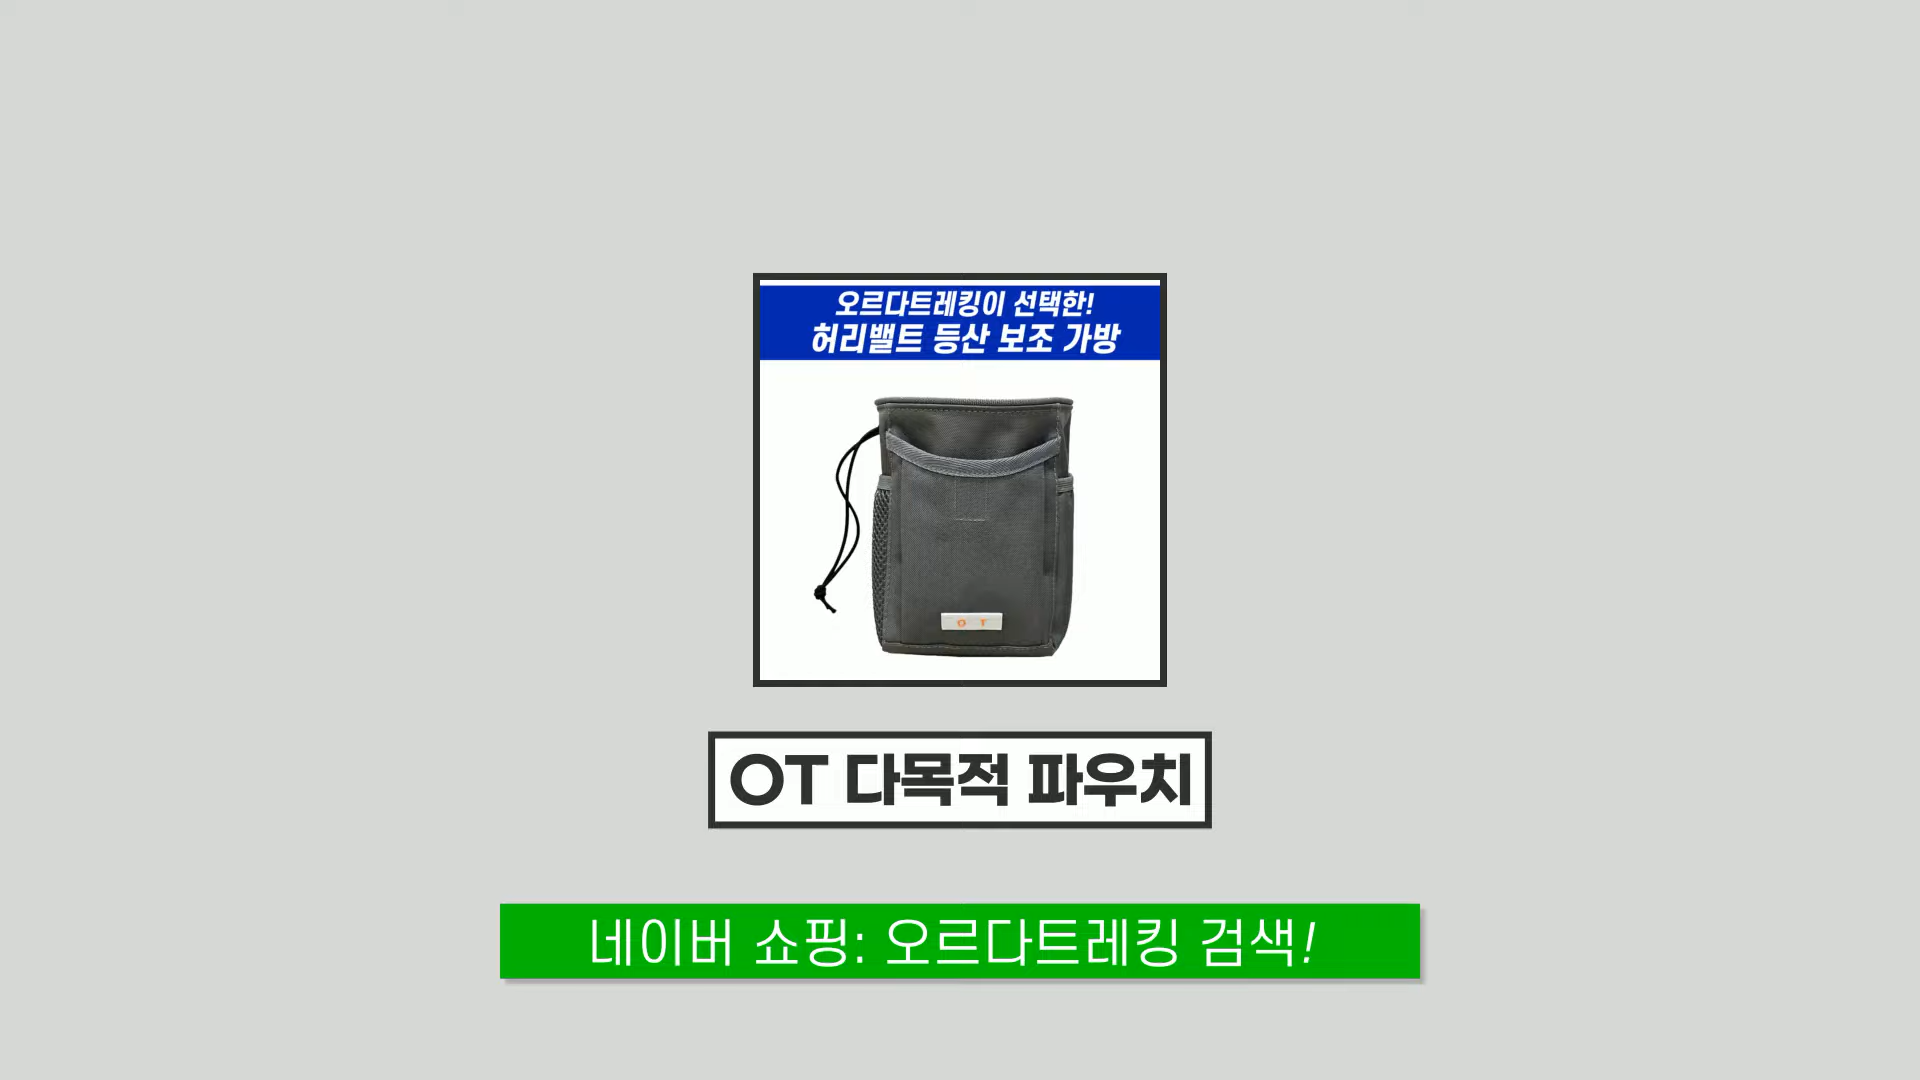 오르다트레킹이 선택한!
허리밸트 등산 보조 가방
O T
OT 다목적 파우치
네이버 쇼핑: 오르다트레킹 검색!